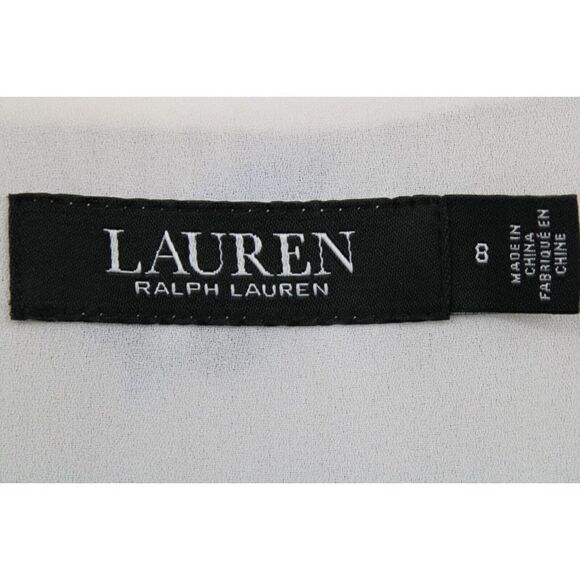 LAUREN
RALPH LAUREN
8
MADE IN
CHINA
FABRIQUÉ EN
CHINE